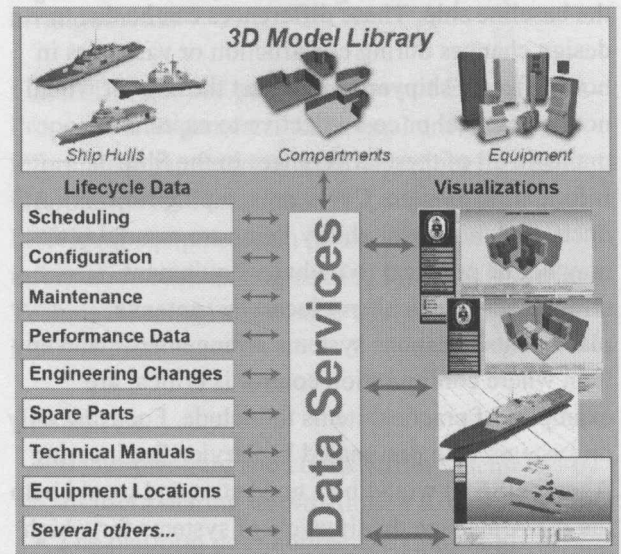 3D Model Library
Ship Hulls
Compartments
Equipment
Lifecycle Data
Visualizations
Scheduling
Configuration
Maintenance
Performance Data
Engineering Changes
Spare Parts
Technical Manuals
Equipment Locations
Several others...
Data Services